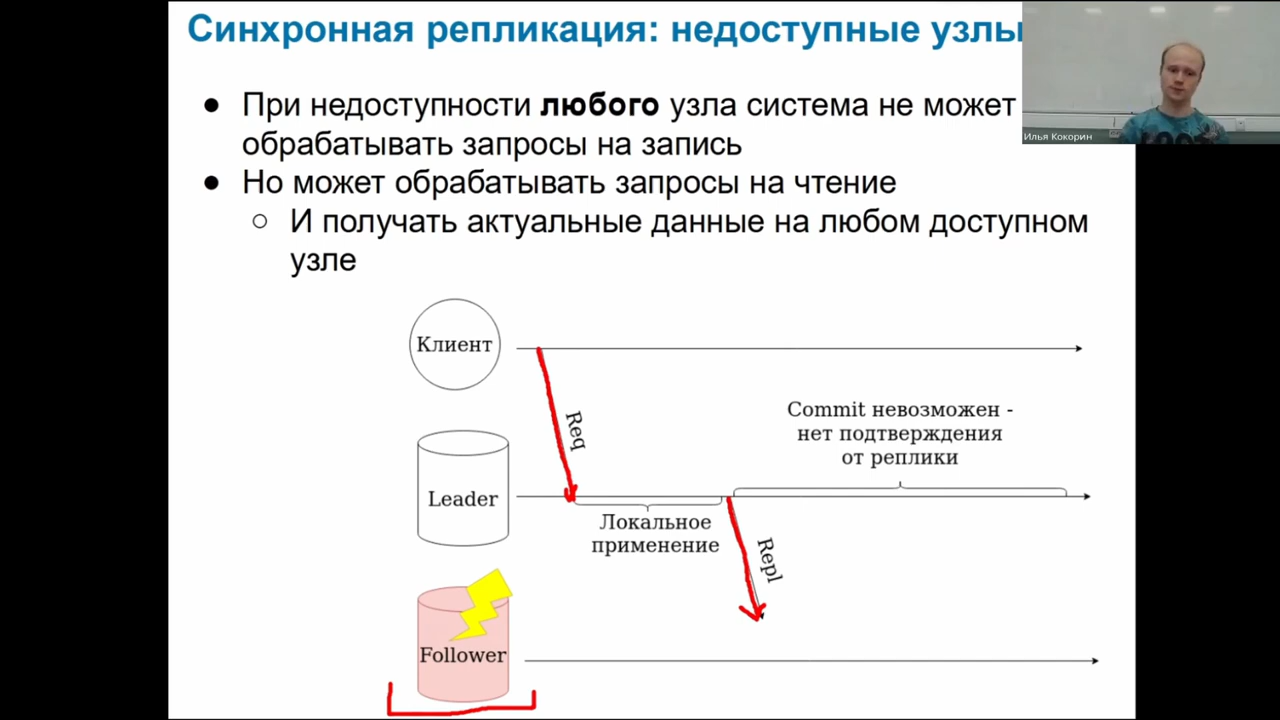 Синхронная репликация: недоступные узлы
● При недоступности любого узла система не может
обрабатывать запросы на запись
● Но может обрабатывать запросы на чтение
○ И получать актуальные данные на любом доступном
узле
Илья Кокорин
Клиент
Req
Commit невозможен -
нет подтверждения
от реплики
Leader
Локальное
применение
Repl
Follower